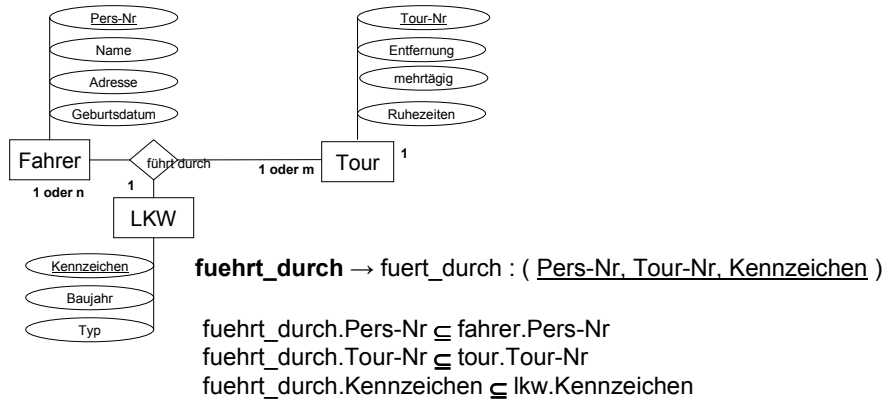 Pers-Nr
Name
Adresse
Geburtsdatum
Tour-Nr
Entfernung
mehrtägig
Ruhezeiten
Fahrer
führt durch
Tour
1
1 oder n
1
1 oder m
LKW
Kennzeichen
Baujahr
Typ
fuehrt_durch → fuert_durch : ( Pers-Nr, Tour-Nr, Kennzeichen )
fuehrt_durch.Pers-Nr ⊆ fahrer.Pers-Nr
fuehrt_durch.Tour-Nr ⊆ tour.Tour-Nr
fuehrt_durch.Kennzeichen ⊆ lkw.Kennzeichen